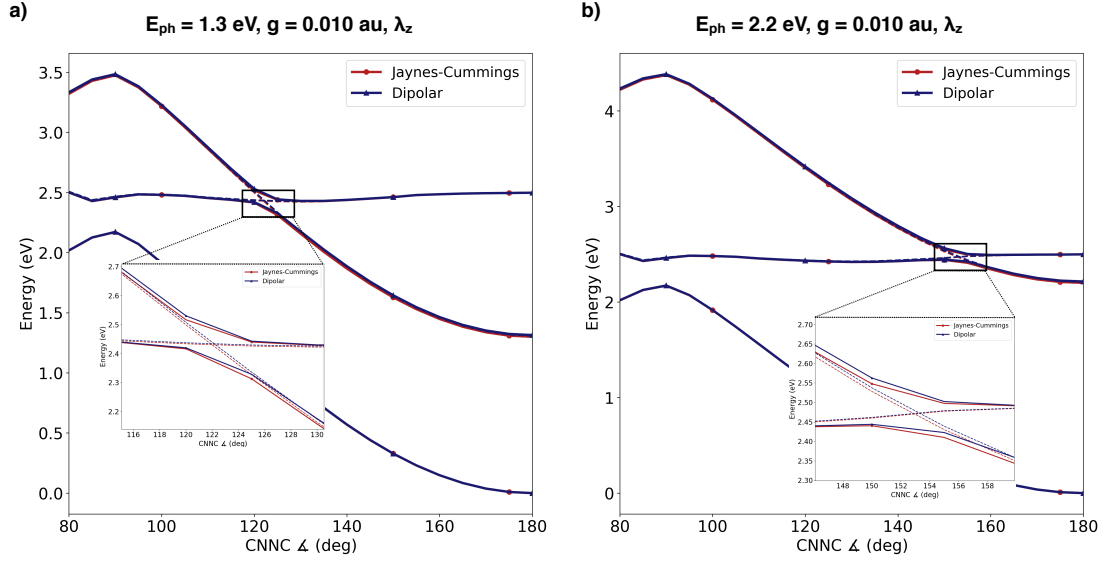 a)
E_ph = 1.3 eV, g = 0.010 au, λ_z
Jaynes-Cummings
Dipolar
Energy (eV)
3.5
3.0
2.5
2.0
1.5
1.0
0.5
0.0
80 100 120 140 160 180
CNNC ∡ (deg)
Jaynes-Cummings
Dipolar
Energy (eV)
2.7
2.6
2.5
2.4
2.3
2.2
116 118 120 122 124 126 128 130
CNNC ∡ (deg)
b)
E_ph = 2.2 eV, g = 0.010 au, λ_z
Jaynes-Cummings
Dipolar
Energy (eV)
4
3
2
1
0
80 100 120 140 160 180
CNNC ∡ (deg)
Jaynes-Cummings
Dipolar
Energy (eV)
2.70
2.65
2.60
2.55
2.50
2.45
2.40
2.35
2.30
148 150 152 154 156 158
CNNC ∡ (deg)